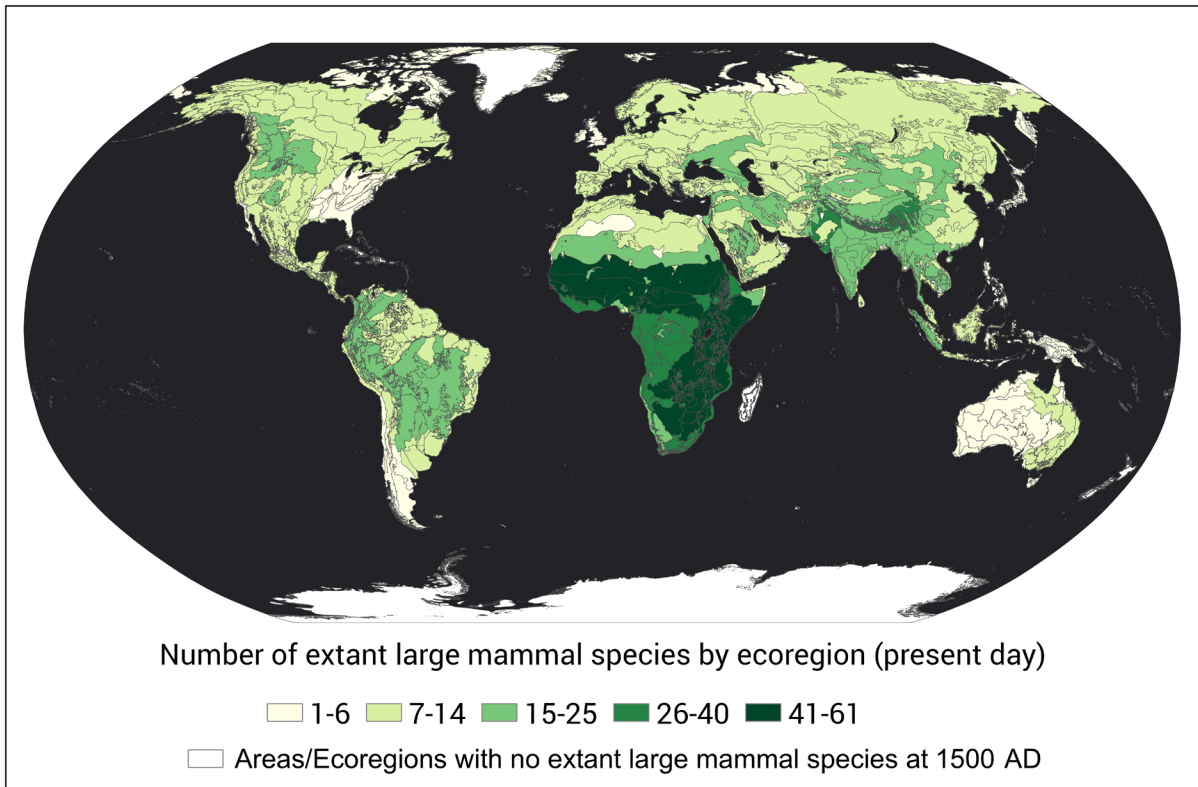 Number of extant large mammal species by ecoregion (present day)
1-6 7-14 15-25 26-40 41-61
Areas/Ecoregions with no extant large mammal species at 1500 AD